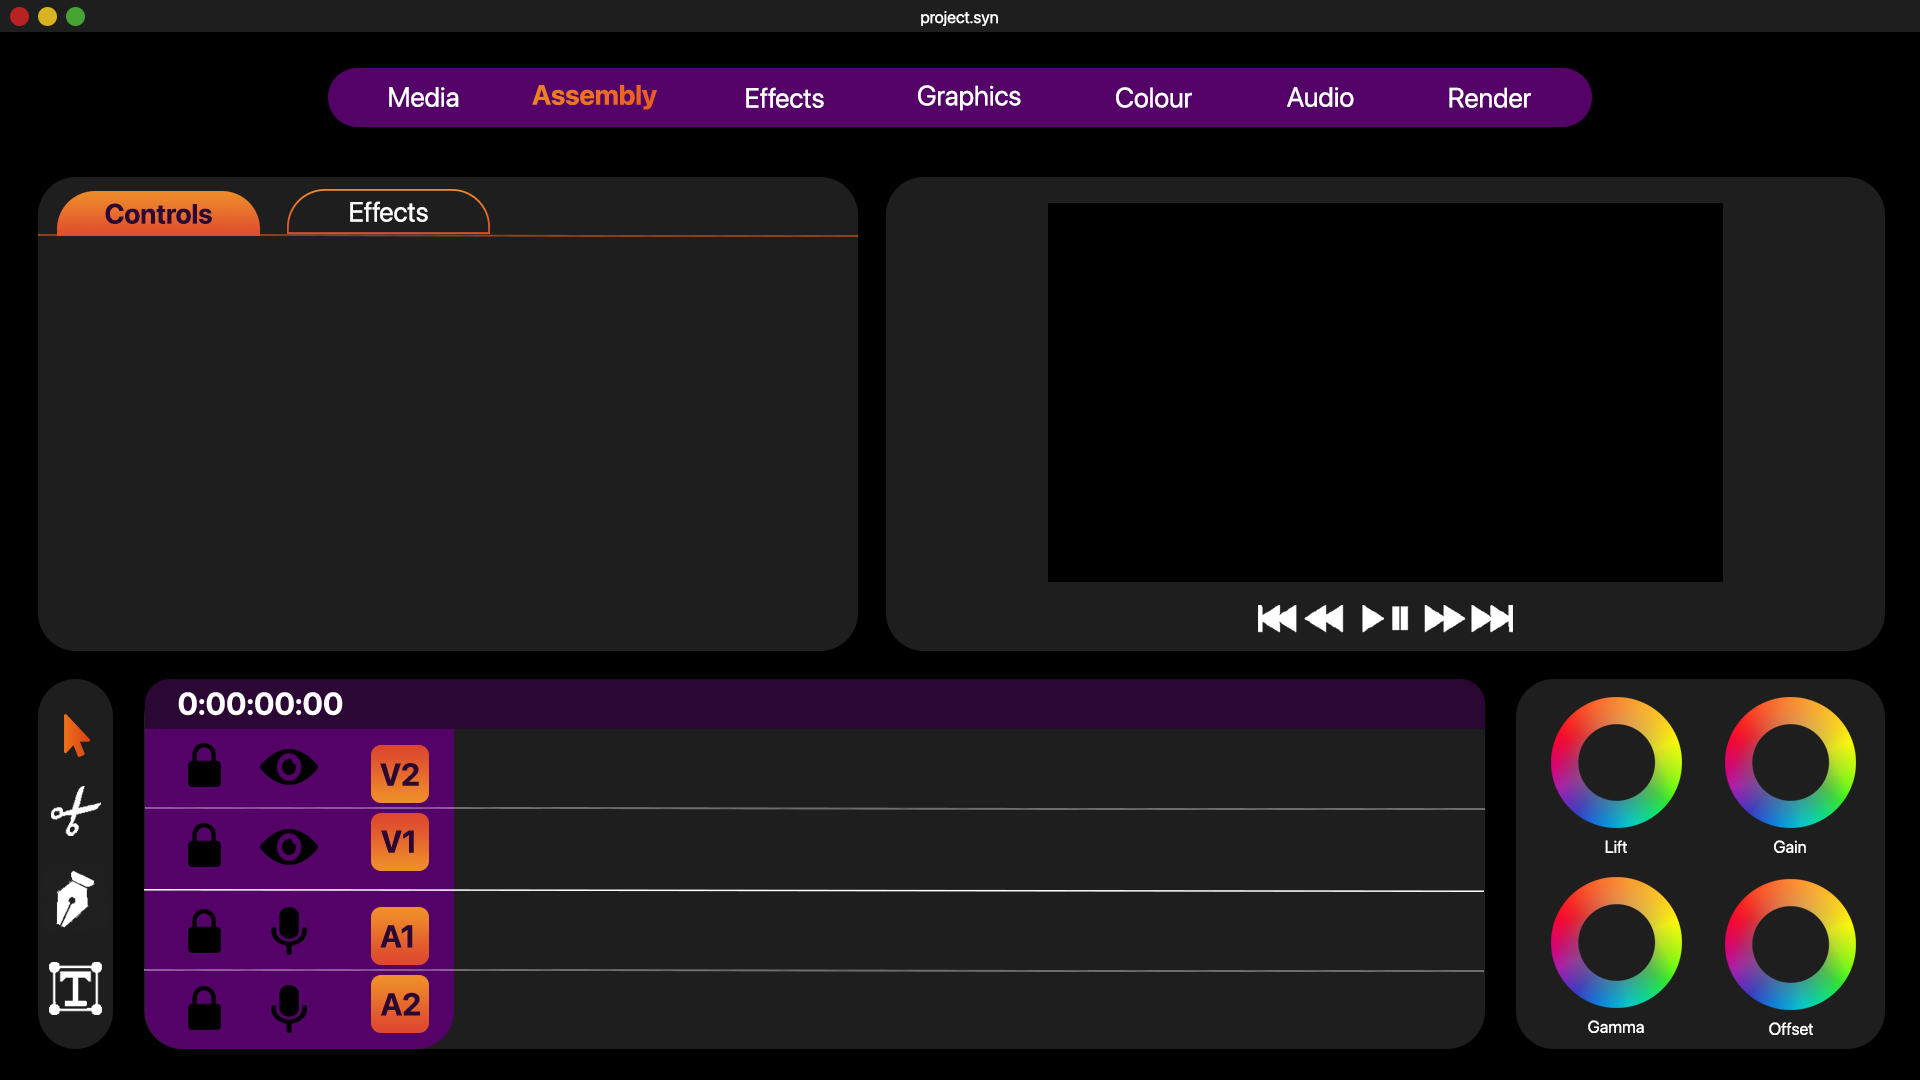 project.syn
Media Assembly Effects Graphics Colour Audio Render
Controls Effects
0:00:00:00
V2
V1
A1
A2
T
Lift Gain
Gamma Offset